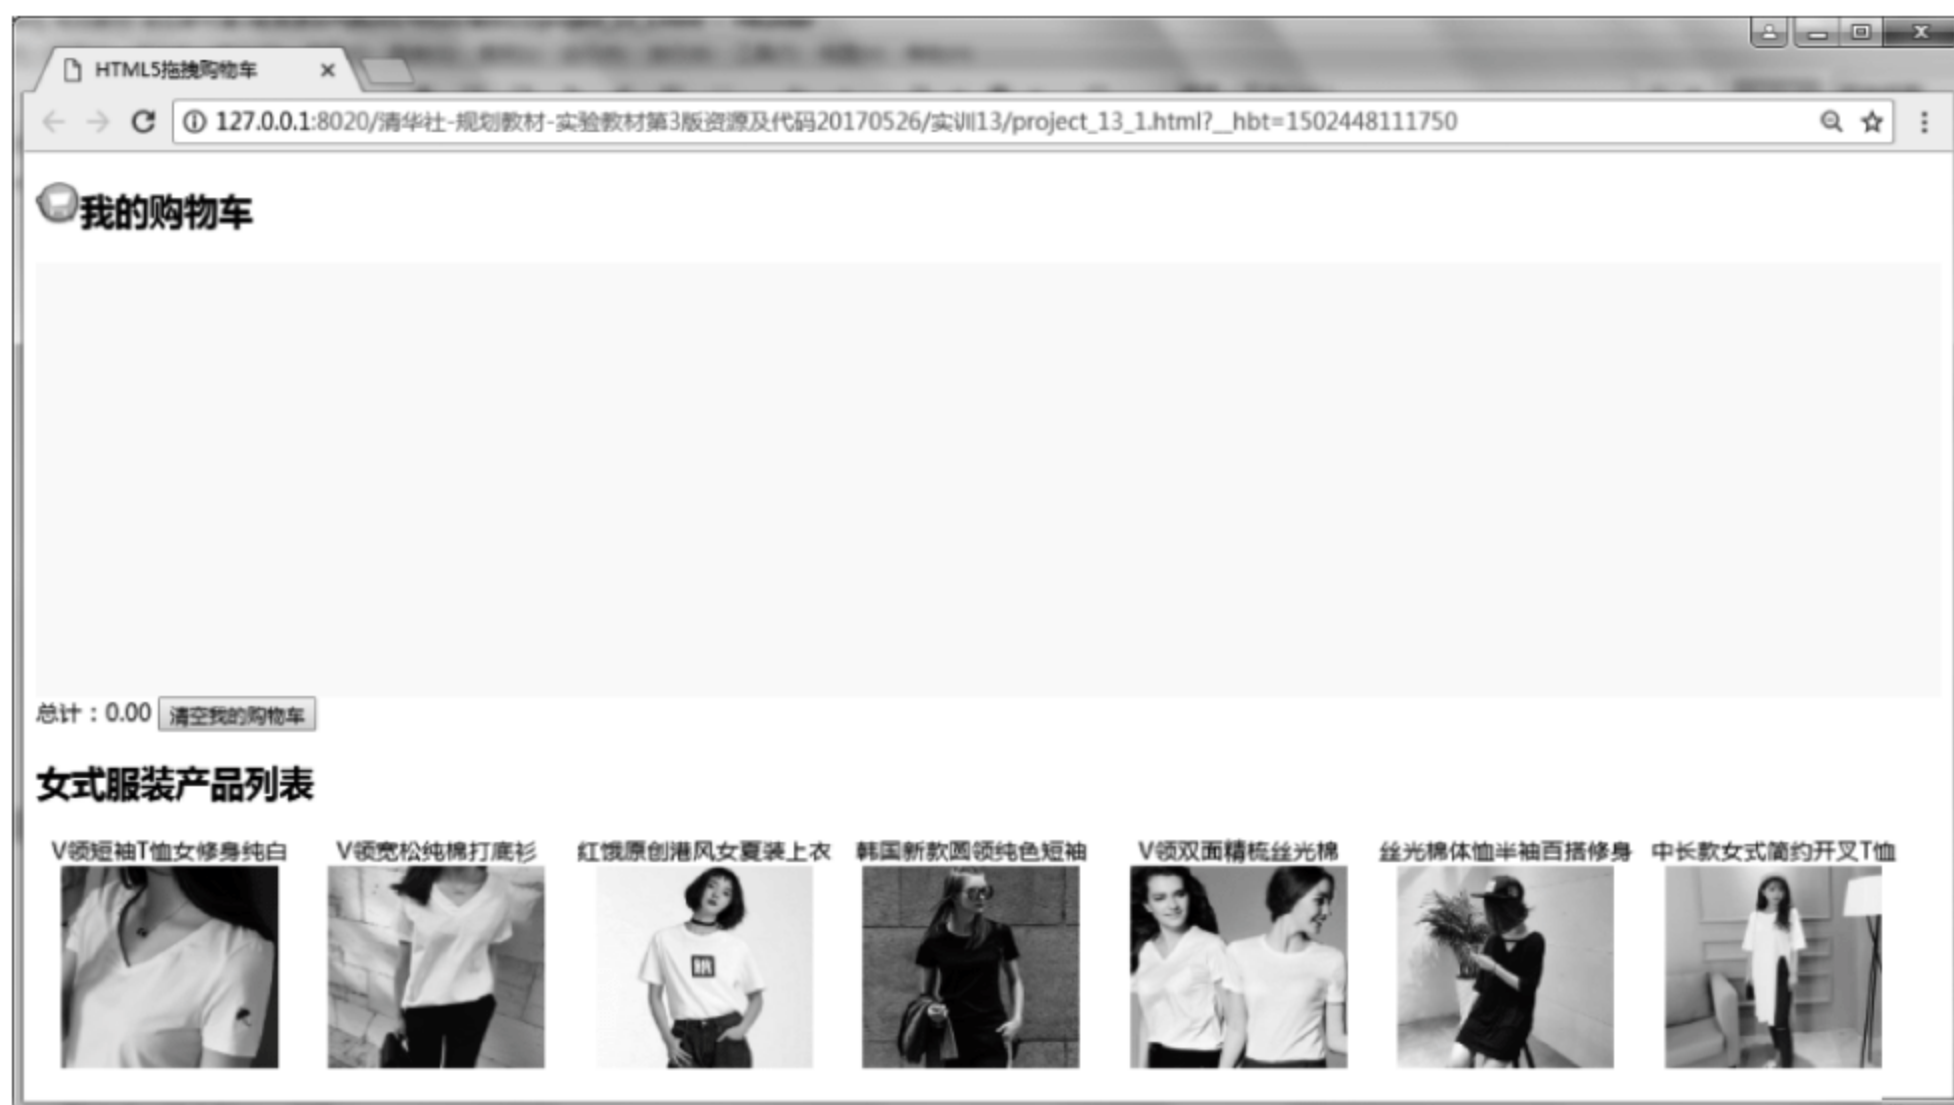 HTML5拖拽购物车
127.0.0.1:8020/清华社-规划教材-实验教材第3版资源及代码20170526/实训13/project_13_1.html?__hbt=1502448111750
我的购物车
总计：0.00 清空我的购物车
女式服装产品列表
V领短袖T恤女修身纯白 V领宽松纯棉打底衫 红饿原创港风女夏装上衣 韩国新款圆领纯色短袖 V领双面精梳丝光棉 丝光棉体恤半袖百搭修身 中长款女式简约开叉T恤